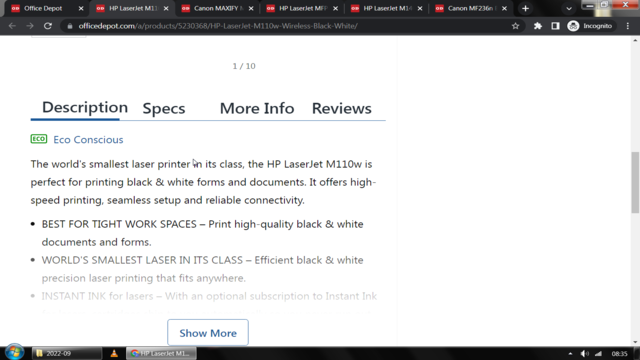 Office Depot
HP LaserJet M11
Canon MAXIFY M
HP LaserJet MFP
HP LaserJet M14
Canon MF236n
officedepot.com/a/products/5230368/HP-LaserJet-M110w-Wireless-Black-White/
Incognito
1 / 10
Description Specs More Info Reviews
ECO Eco Conscious
The world's smallest laser printer in its class, the HP LaserJet M110w is
perfect for printing black & white forms and documents. It offers high-
speed printing, seamless setup and reliable connectivity.
BEST FOR TIGHT WORK SPACES – Print high-quality black & white
documents and forms.
WORLD'S SMALLEST LASER IN ITS CLASS – Efficient black & white
precision laser printing that fits anywhere.
INSTANT INK for lasers – With an optional subscription to Instant Ink
Show More
2022-09
HP LaserJet M1...
08:35